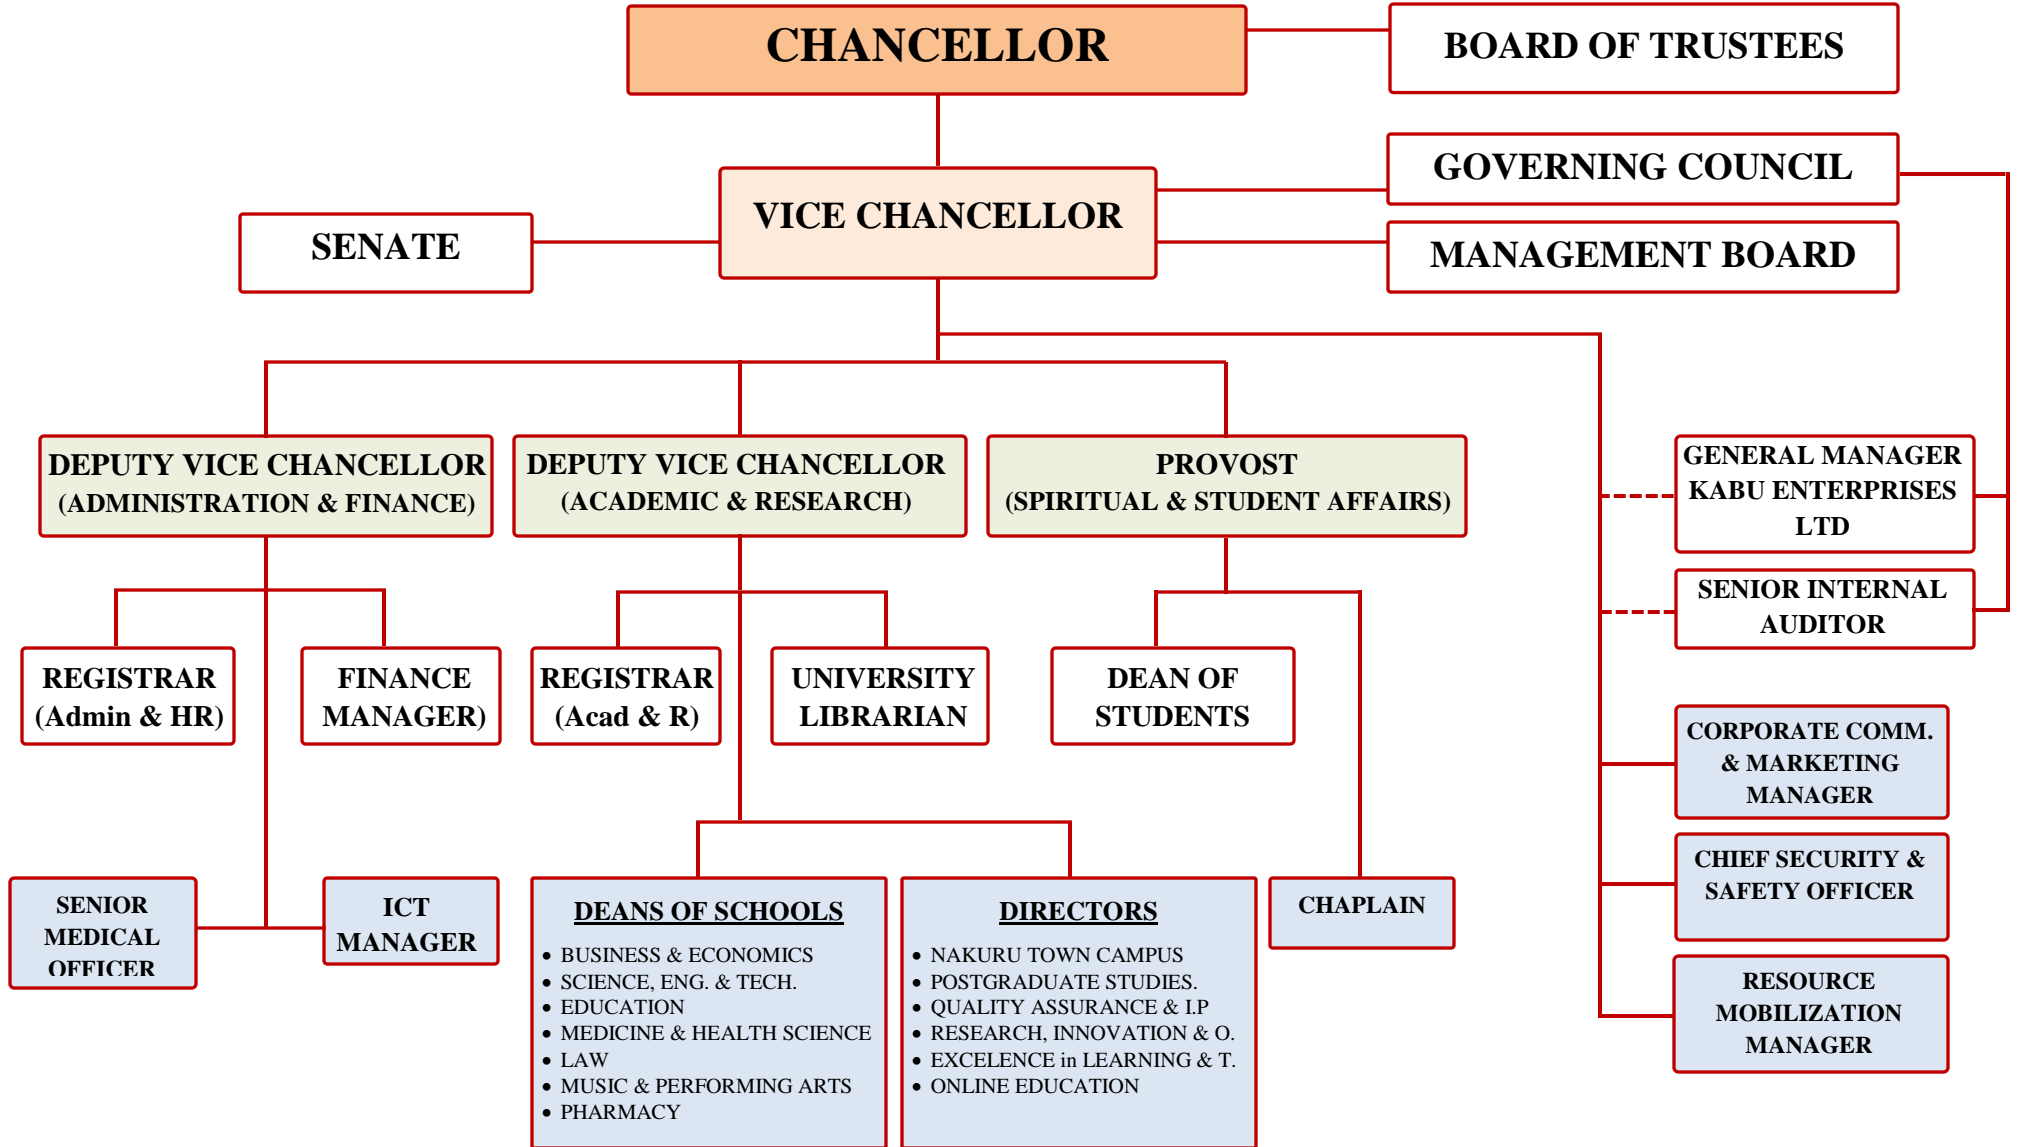 CHANCELLOR
BOARD OF TRUSTEES
GOVERNING COUNCIL
VICE CHANCELLOR
SENATE
MANAGEMENT BOARD
DEPUTY VICE CHANCELLOR
(ADMINISTRATION & FINANCE)
DEPUTY VICE CHANCELLOR
(ACADEMIC & RESEARCH)
PROVOST
(SPIRITUAL & STUDENT AFFAIRS)
GENERAL MANAGER
KABU ENTERPRISES
LTD
SENIOR INTERNAL
AUDITOR
REGISTRAR
(Admin & HR)
FINANCE
MANAGER)
REGISTRAR
(Acad & R)
UNIVERSITY
LIBRARIAN
DEAN OF
STUDENTS
CORPORATE COMM.
& MARKETING
MANAGER
CHIEF SECURITY &
SAFETY OFFICER
RESOURCE
MOBILIZATION
MANAGER
SENIOR
MEDICAL
OFFICER
ICT
MANAGER
DEANS OF SCHOOLS
• BUSINESS & ECONOMICS
• SCIENCE, ENG. & TECH.
• EDUCATION
• MEDICINE & HEALTH SCIENCE
• LAW
• MUSIC & PERFORMING ARTS
• PHARMACY
DIRECTORS
• NAKURU TOWN CAMPUS
• POSTGRADUATE STUDIES.
• QUALITY ASSURANCE & I.P
• RESEARCH, INNOVATION & O.
• EXCELENCE in LEARNING & T.
• ONLINE EDUCATION
CHAPLAIN